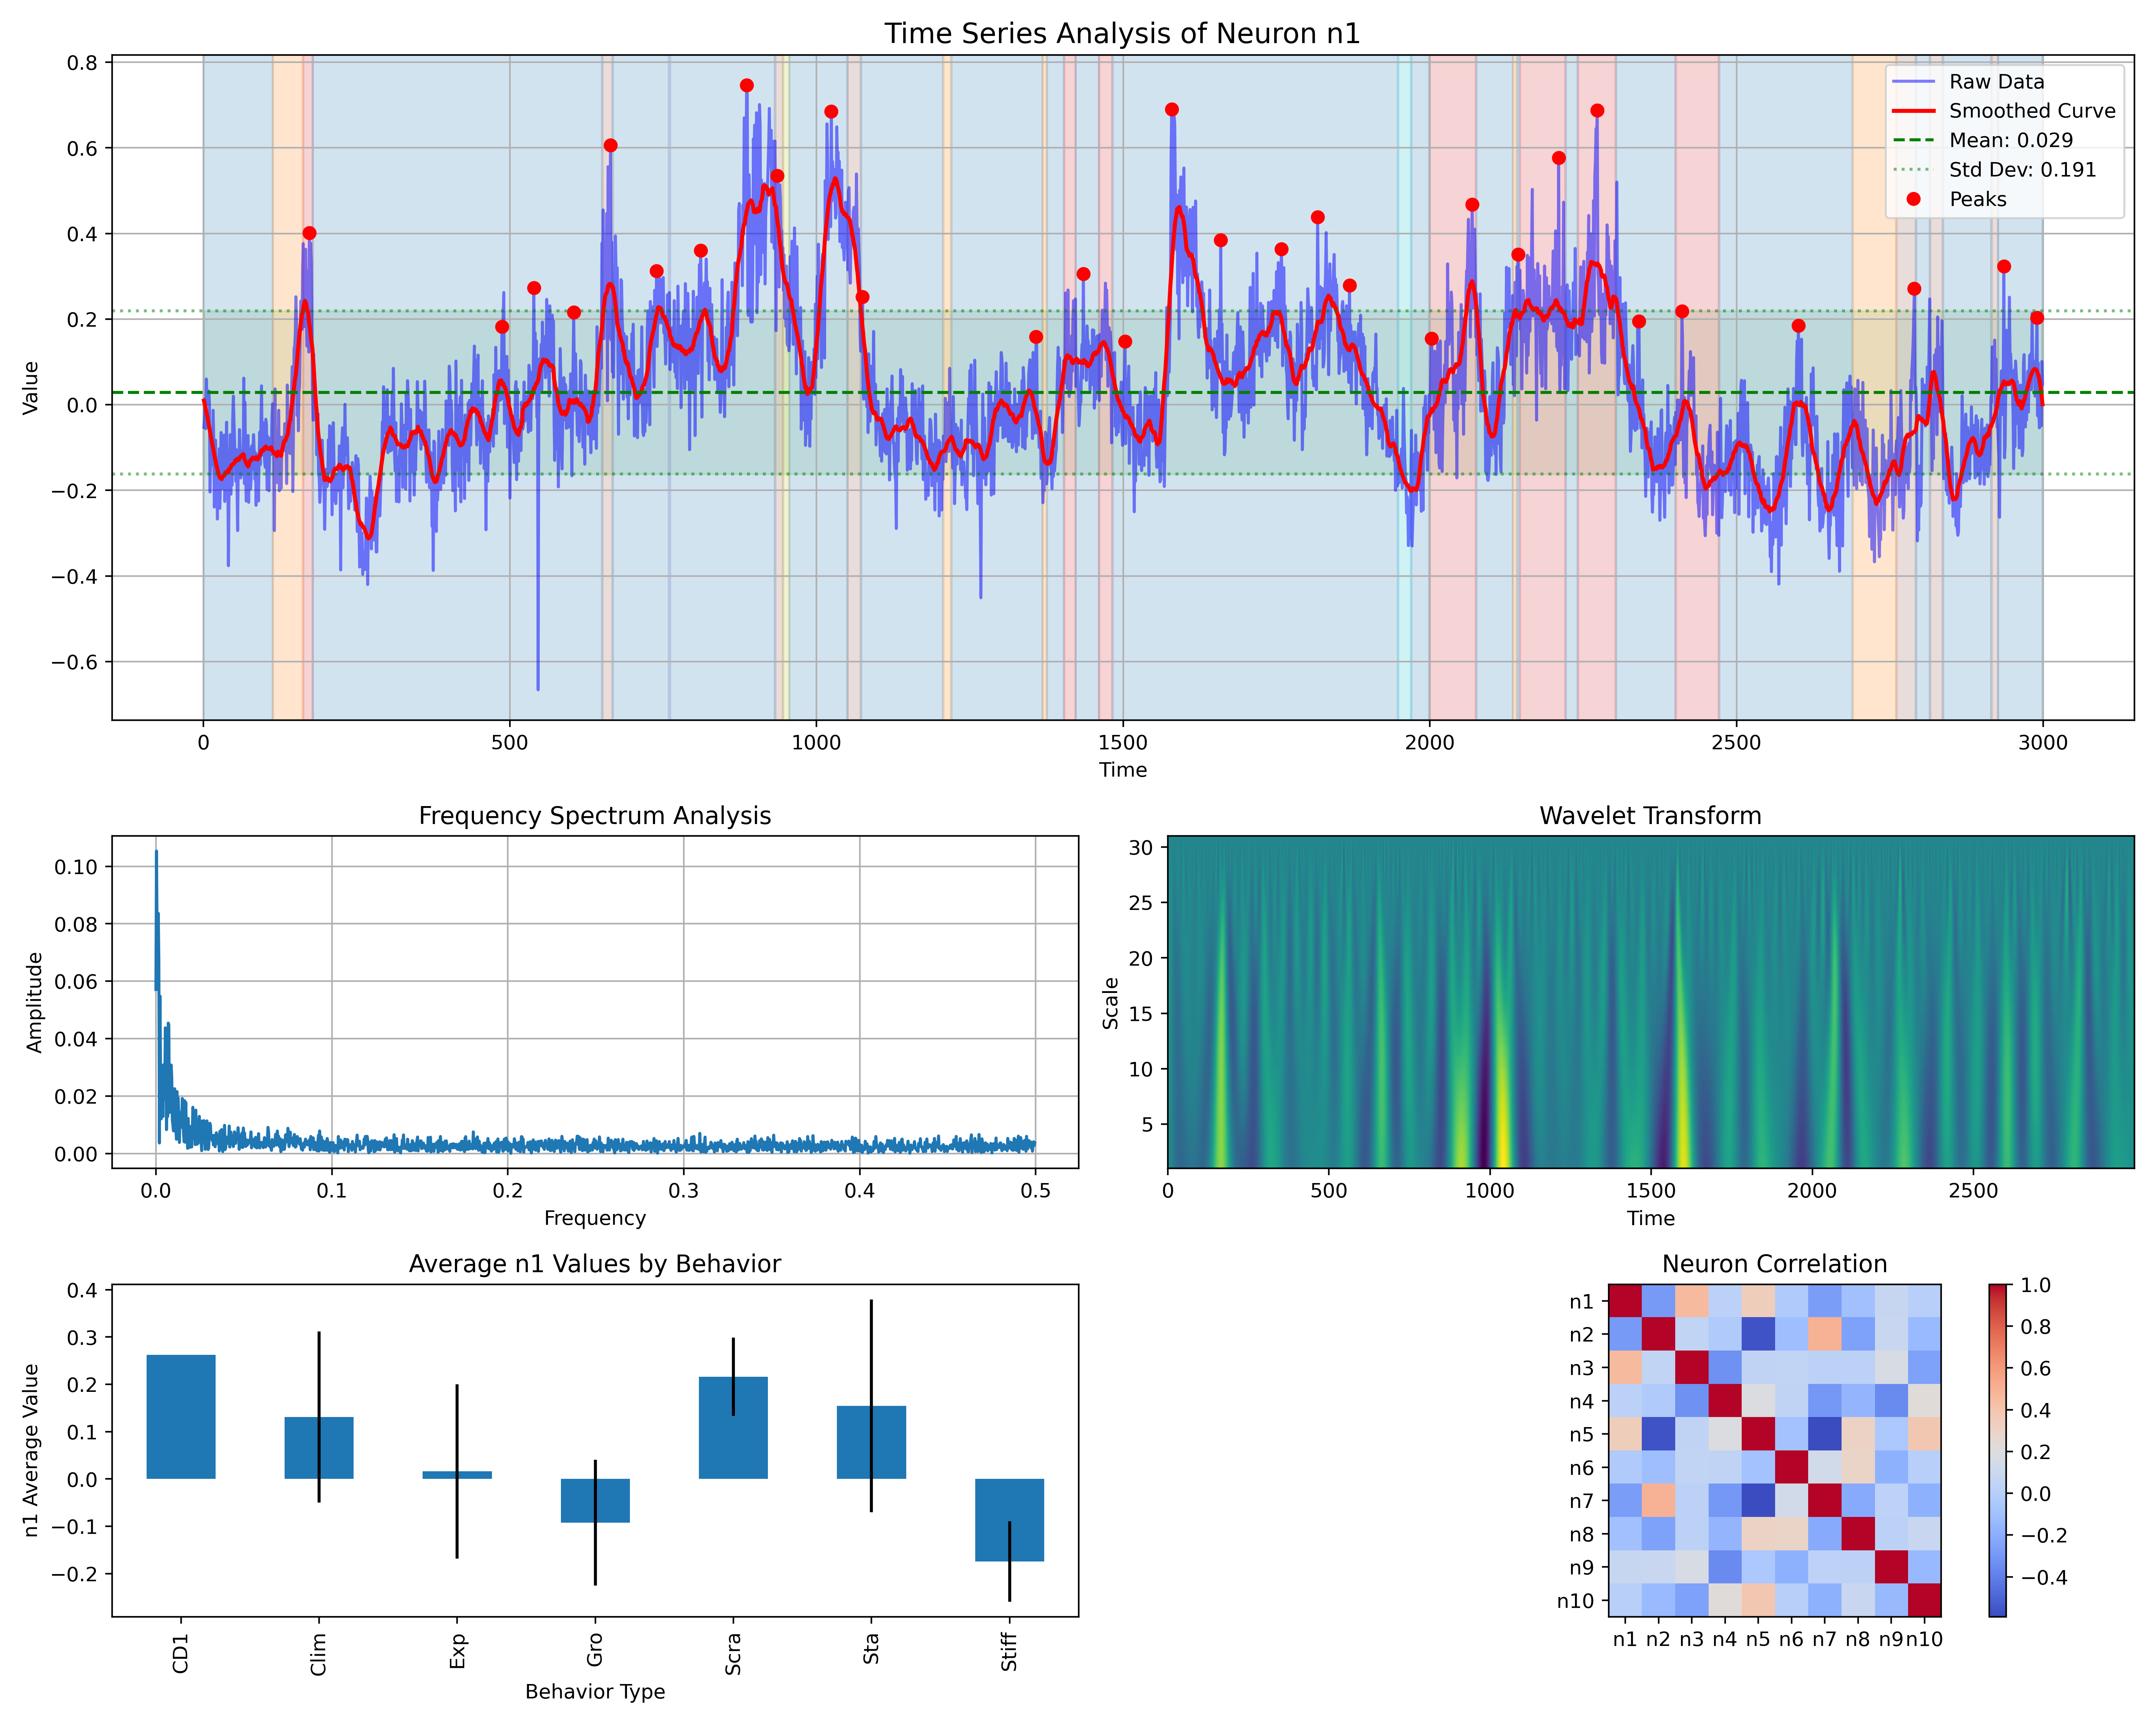 Time Series Analysis of Neuron n1
Value
0.8
0.6
0.4
0.2
0.0
−0.2
−0.4
−0.6
Raw Data
Smoothed Curve
Mean: 0.029
Std Dev: 0.191
Peaks
0 500 1000 1500 2000 2500 3000
Time
Frequency Spectrum Analysis
Amplitude
0.10
0.08
0.06
0.04
0.02
0.00
0.0 0.1 0.2 0.3 0.4 0.5
Frequency
Wavelet Transform
Scale
30
25
20
15
10
5
0 500 1000 1500 2000 2500
Time
Average n1 Values by Behavior
n1 Average Value
0.4
0.3
0.2
0.1
0.0
−0.1
−0.2
CD1 Clim Exp Gro Scra Sta Stiff
Behavior Type
Neuron Correlation
n1
n2
n3
n4
n5
n6
n7
n8
n9
n10
n1 n2 n3 n4 n5 n6 n7 n8 n9 n10
1.0
0.8
0.6
0.4
0.2
0.0
−0.2
−0.4